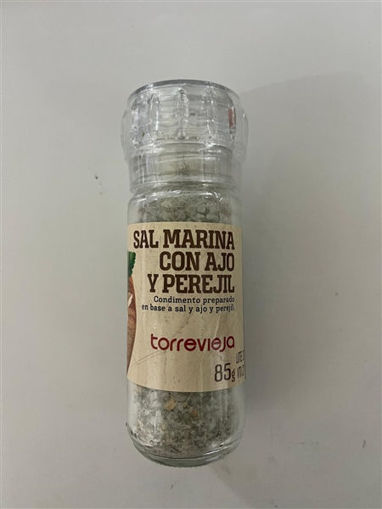 SAL MARINA
CON AJO
Y PEREJIL
Condimento preparado
en base a sal y ajo y perejil
torrevieja
85g